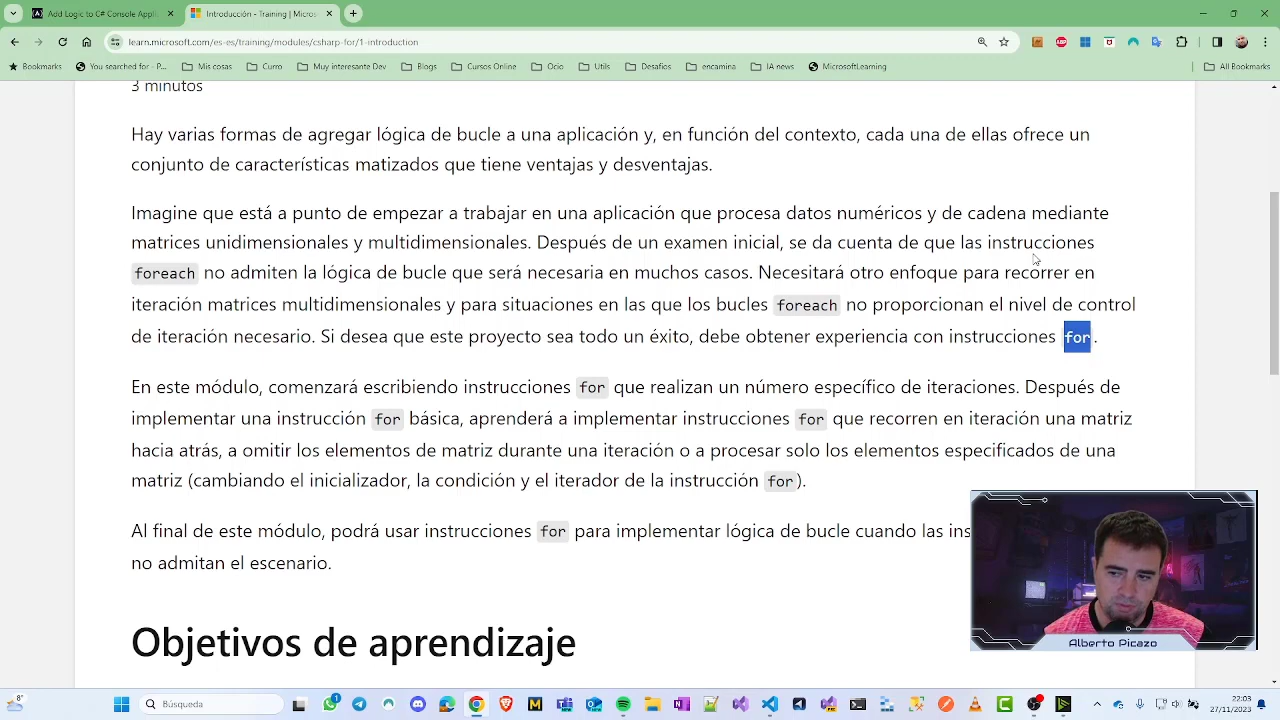 Add Logic to C# Console Applic
Introducción - Training | Micros
learn.microsoft.com/es-es/training/modules/csharp-for/1-introduction
Bookmarks
You searched for - P...
Mis cosas
Curro
Muy interesante Dev
Blogs
Cursos Online
Ocio
Utils
Desafios
encamina
IA news
MicrosoftLearning
All Bookmarks
3 minutos
Hay varias formas de agregar lógica de bucle a una aplicación y, en función del contexto, cada una de ellas ofrece un
conjunto de características matizados que tiene ventajas y desventajas.
Imagine que está a punto de empezar a trabajar en una aplicación que procesa datos numéricos y de cadena mediante
matrices unidimensionales y multidimensionales. Después de un examen inicial, se da cuenta de que las instrucciones
foreach no admiten la lógica de bucle que será necesaria en muchos casos. Necesitará otro enfoque para recorrer en
iteración matrices multidimensionales y para situaciones en las que los bucles foreach no proporcionan el nivel de control
de iteración necesario. Si desea que este proyecto sea todo un éxito, debe obtener experiencia con instrucciones for.
En este módulo, comenzará escribiendo instrucciones for que realizan un número específico de iteraciones. Después de
implementar una instrucción for básica, aprenderá a implementar instrucciones for que recorren en iteración una matriz
hacia atrás, a omitir los elementos de matriz durante una iteración o a procesar solo los elementos especificados de una
matriz (cambiando el inicializador, la condición y el iterador de la instrucción for).
Al final de este módulo, podrá usar instrucciones for para implementar lógica de bucle cuando las ins
no admitan el escenario.
Objetivos de aprendizaje
Alberto Picazo
8°
Búsqueda
1
22:03
27/11/2023